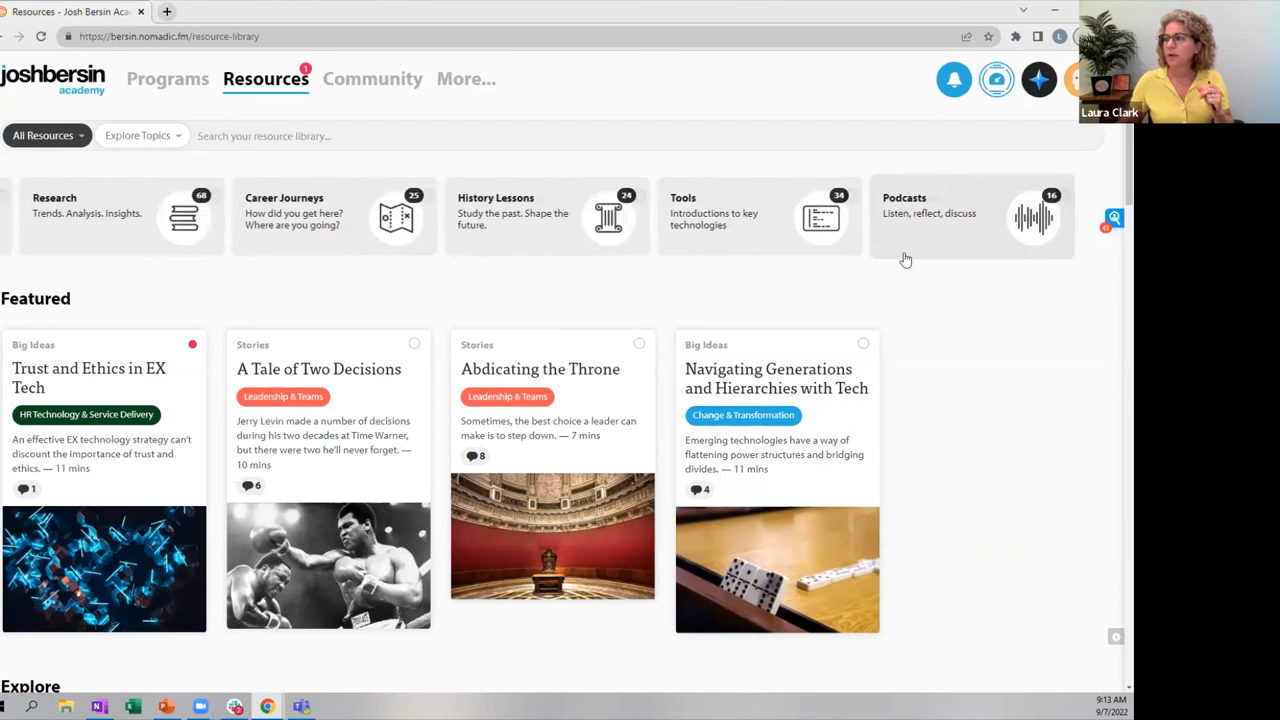 Resources - Josh Bersin Aca
https://bersin.nomadic.fm/resource-library
L
joshbersin
academy
Programs
Resources
1
Community
More...
Laura Clark
All Resources
Explore Topics
Search your resource library...
Research
68
Trends. Analysis. Insights.
Career Journeys
25
How did you get here?
Where are you going?
History Lessons
24
Study the past. Shape the
future.
Tools
34
Introductions to key
technologies
Podcasts
16
Listen, reflect, discuss
43
Featured
Big Ideas
Trust and Ethics in EX
Tech
HR Technology & Service Delivery
An effective EX technology strategy can't
discount the importance of trust and
ethics. — 11 mins
1
Stories
A Tale of Two Decisions
Leadership & Teams
Jerry Levin made a number of decisions
during his two decades at Time Warner,
but there were two he'll never forget. —
10 mins
6
Stories
Abdicating the Throne
Leadership & Teams
Sometimes, the best choice a leader can
make is to step down. — 7 mins
8
Big Ideas
Navigating Generations
and Hierarchies with Tech
Change & Transformation
Emerging technologies have a way of
flattening power structures and bridging
divides. — 11 mins
4
Explore
9:13 AM
9/7/2022